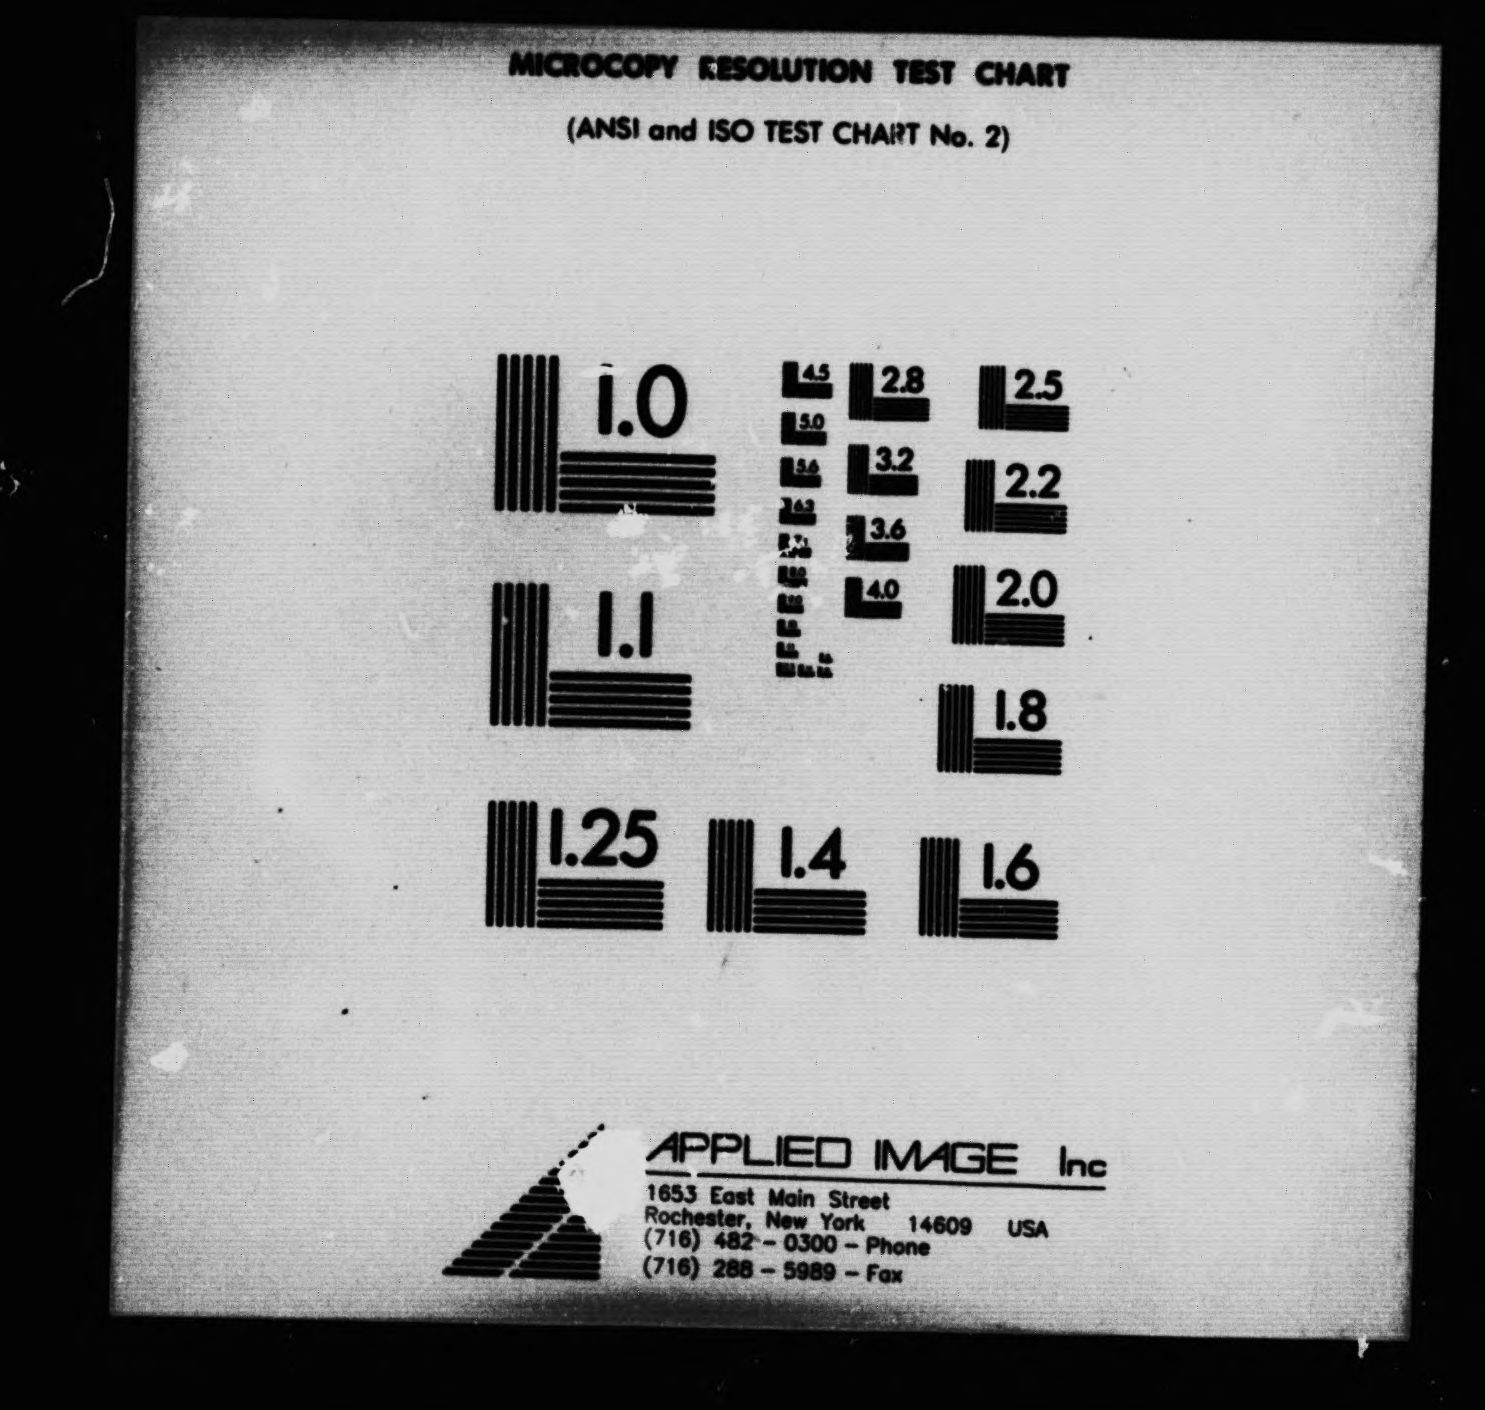 MICROCOPY RESOLUTION TEST CHART
(ANSI and ISO TEST CHART No. 2)
1.0
4.5
2.8
2.5
5.0
5.6
3.2
2.2
6.3
3.6
4.0
2.0
1.1
1.8
1.25
1.4
1.6
APPLIED IMAGE Inc
1653 East Main Street
Rochester, New York 14609 USA
(716) 482 - 0300 - Phone
(716) 288 - 5989 - Fax